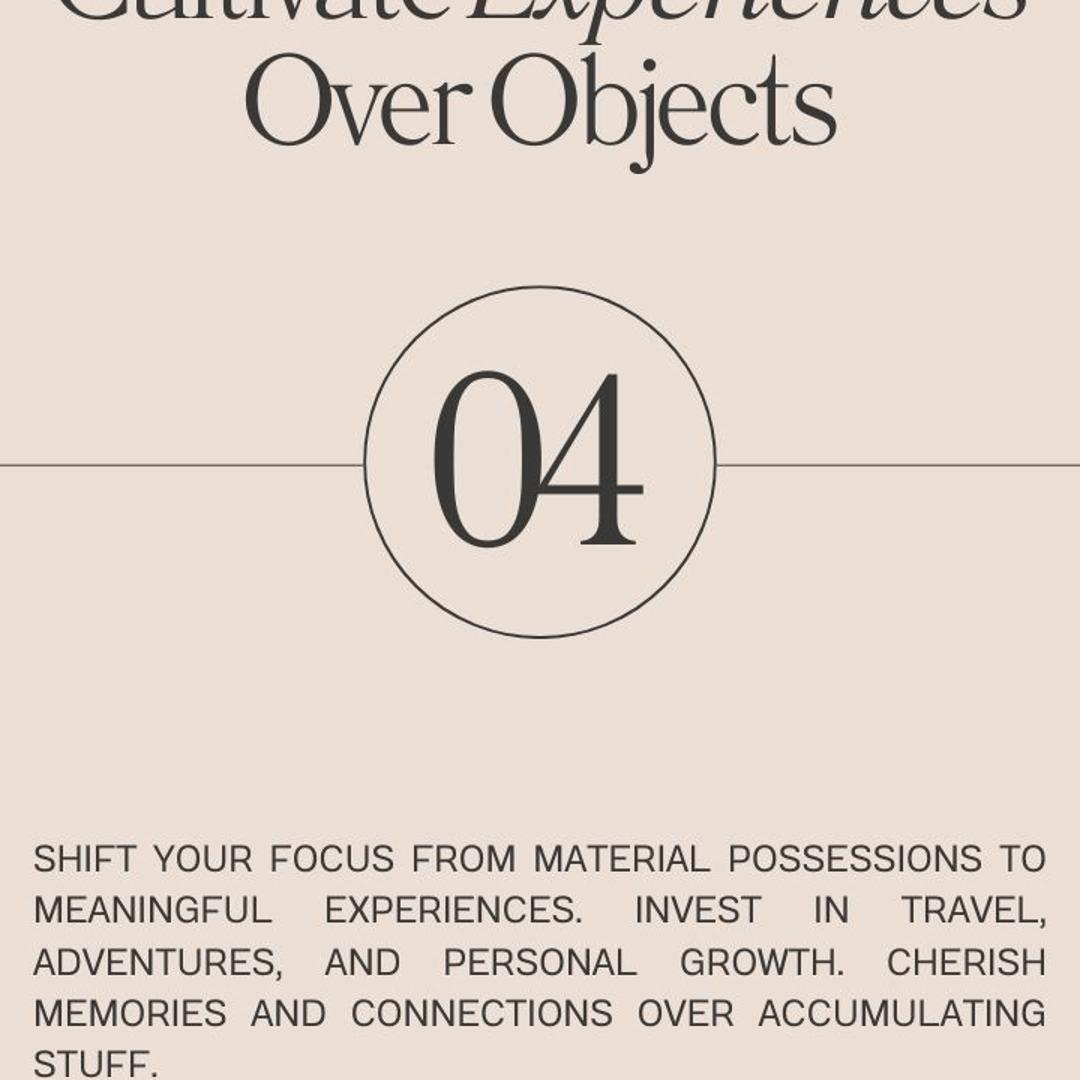 Cultivate Experiences
Over Objects
04
SHIFT YOUR FOCUS FROM MATERIAL POSSESSIONS TO
MEANINGFUL EXPERIENCES. INVEST IN TRAVEL,
ADVENTURES, AND PERSONAL GROWTH. CHERISH
MEMORIES AND CONNECTIONS OVER ACCUMULATING
STUFF.